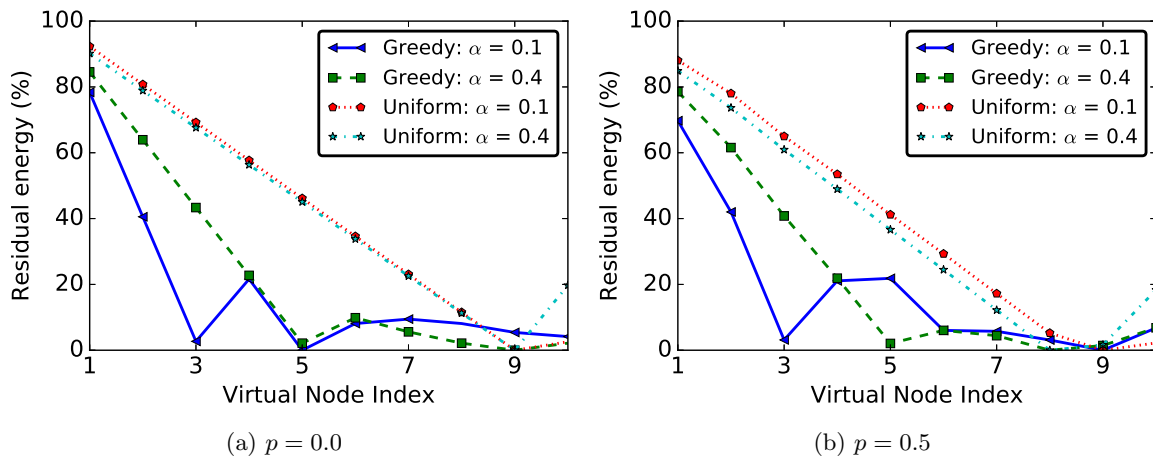 100
80
60
40
20
0
Residual energy (%)
1 3 5 7 9
Virtual Node Index
Greedy: α = 0.1
Greedy: α = 0.4
Uniform: α = 0.1
Uniform: α = 0.4
(a) p = 0.0
100
80
60
40
20
0
Residual energy (%)
1 3 5 7 9
Virtual Node Index
Greedy: α = 0.1
Greedy: α = 0.4
Uniform: α = 0.1
Uniform: α = 0.4
(b) p = 0.5